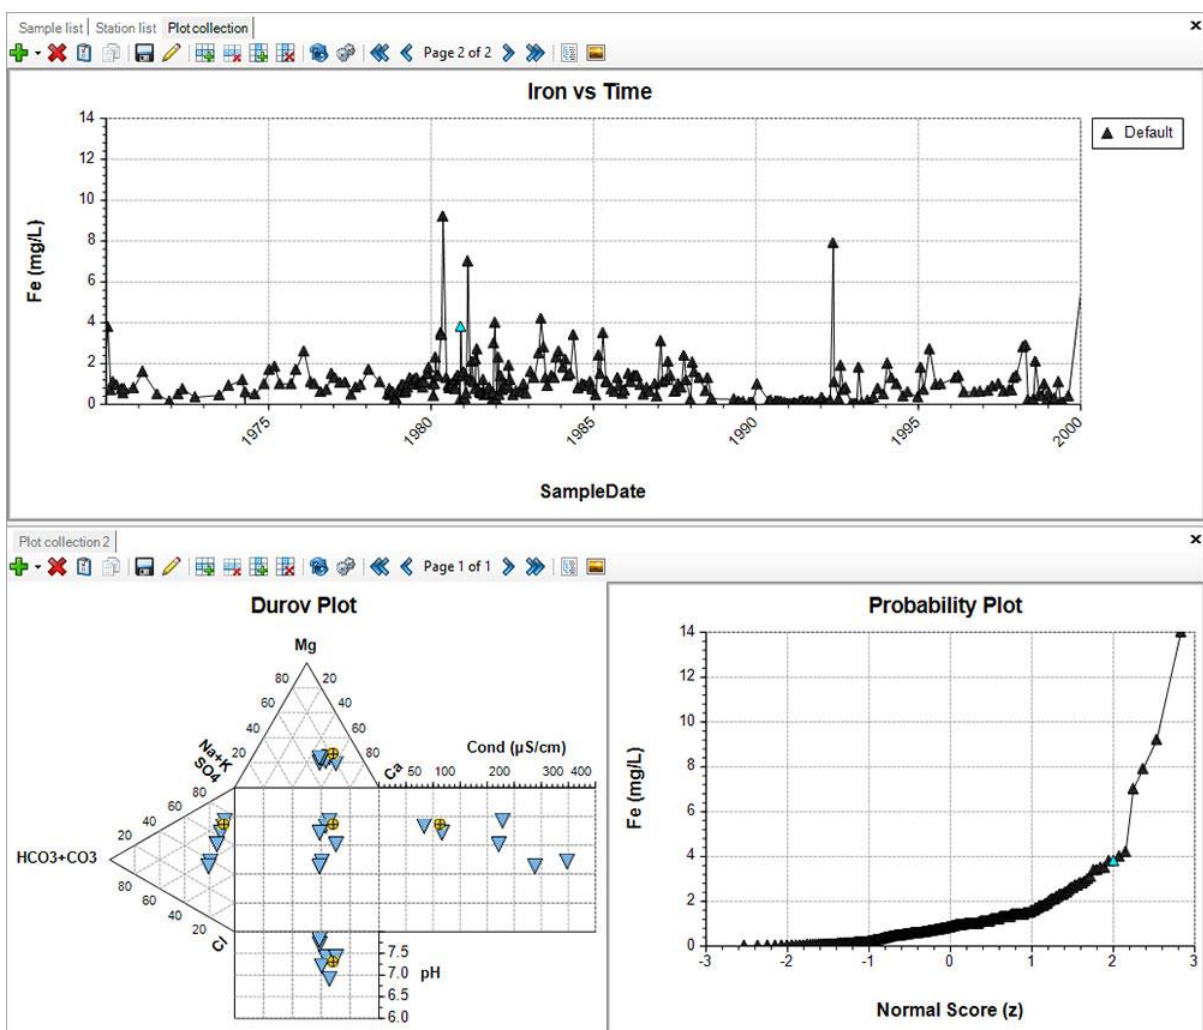 Sample list Station list Plot collection
Page 2 of 2
Iron vs Time
14
12
10
8
6
4
2
0
Fe (mg/L)
Default
1975 1980 1985 1990 1995 2000
SampleDate
Plot collection 2
Page 1 of 1
Durov Plot
Mg
80 20
60 40
40 60
20 80
Na+K
SO4
Ca
Cond (µS/cm)
50 100 200 300 400
80
60
40
20
HCO3+CO3
80
60
40
20
Cl
7.5
7.0
6.5
6.0
pH
Probability Plot
14
12
10
8
6
4
2
0
Fe (mg/L)
-3 -2 -1 0 1 2 3
Normal Score (z)